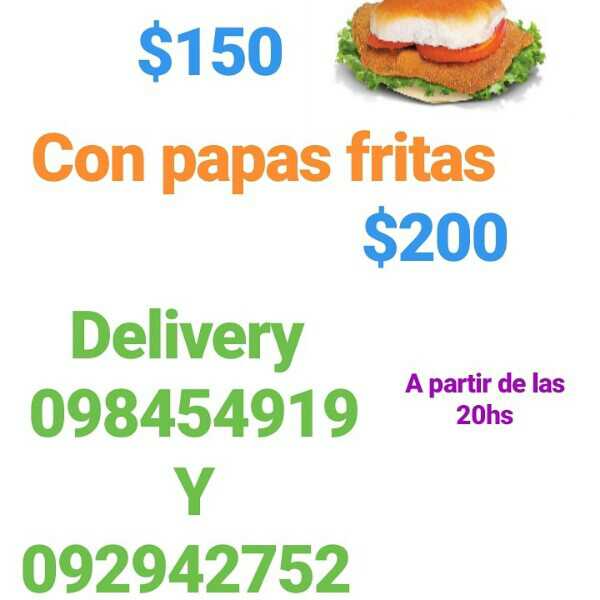 $150
Con papas fritas
$200
Delivery
098454919
Y
092942752
A partir de las
20hs